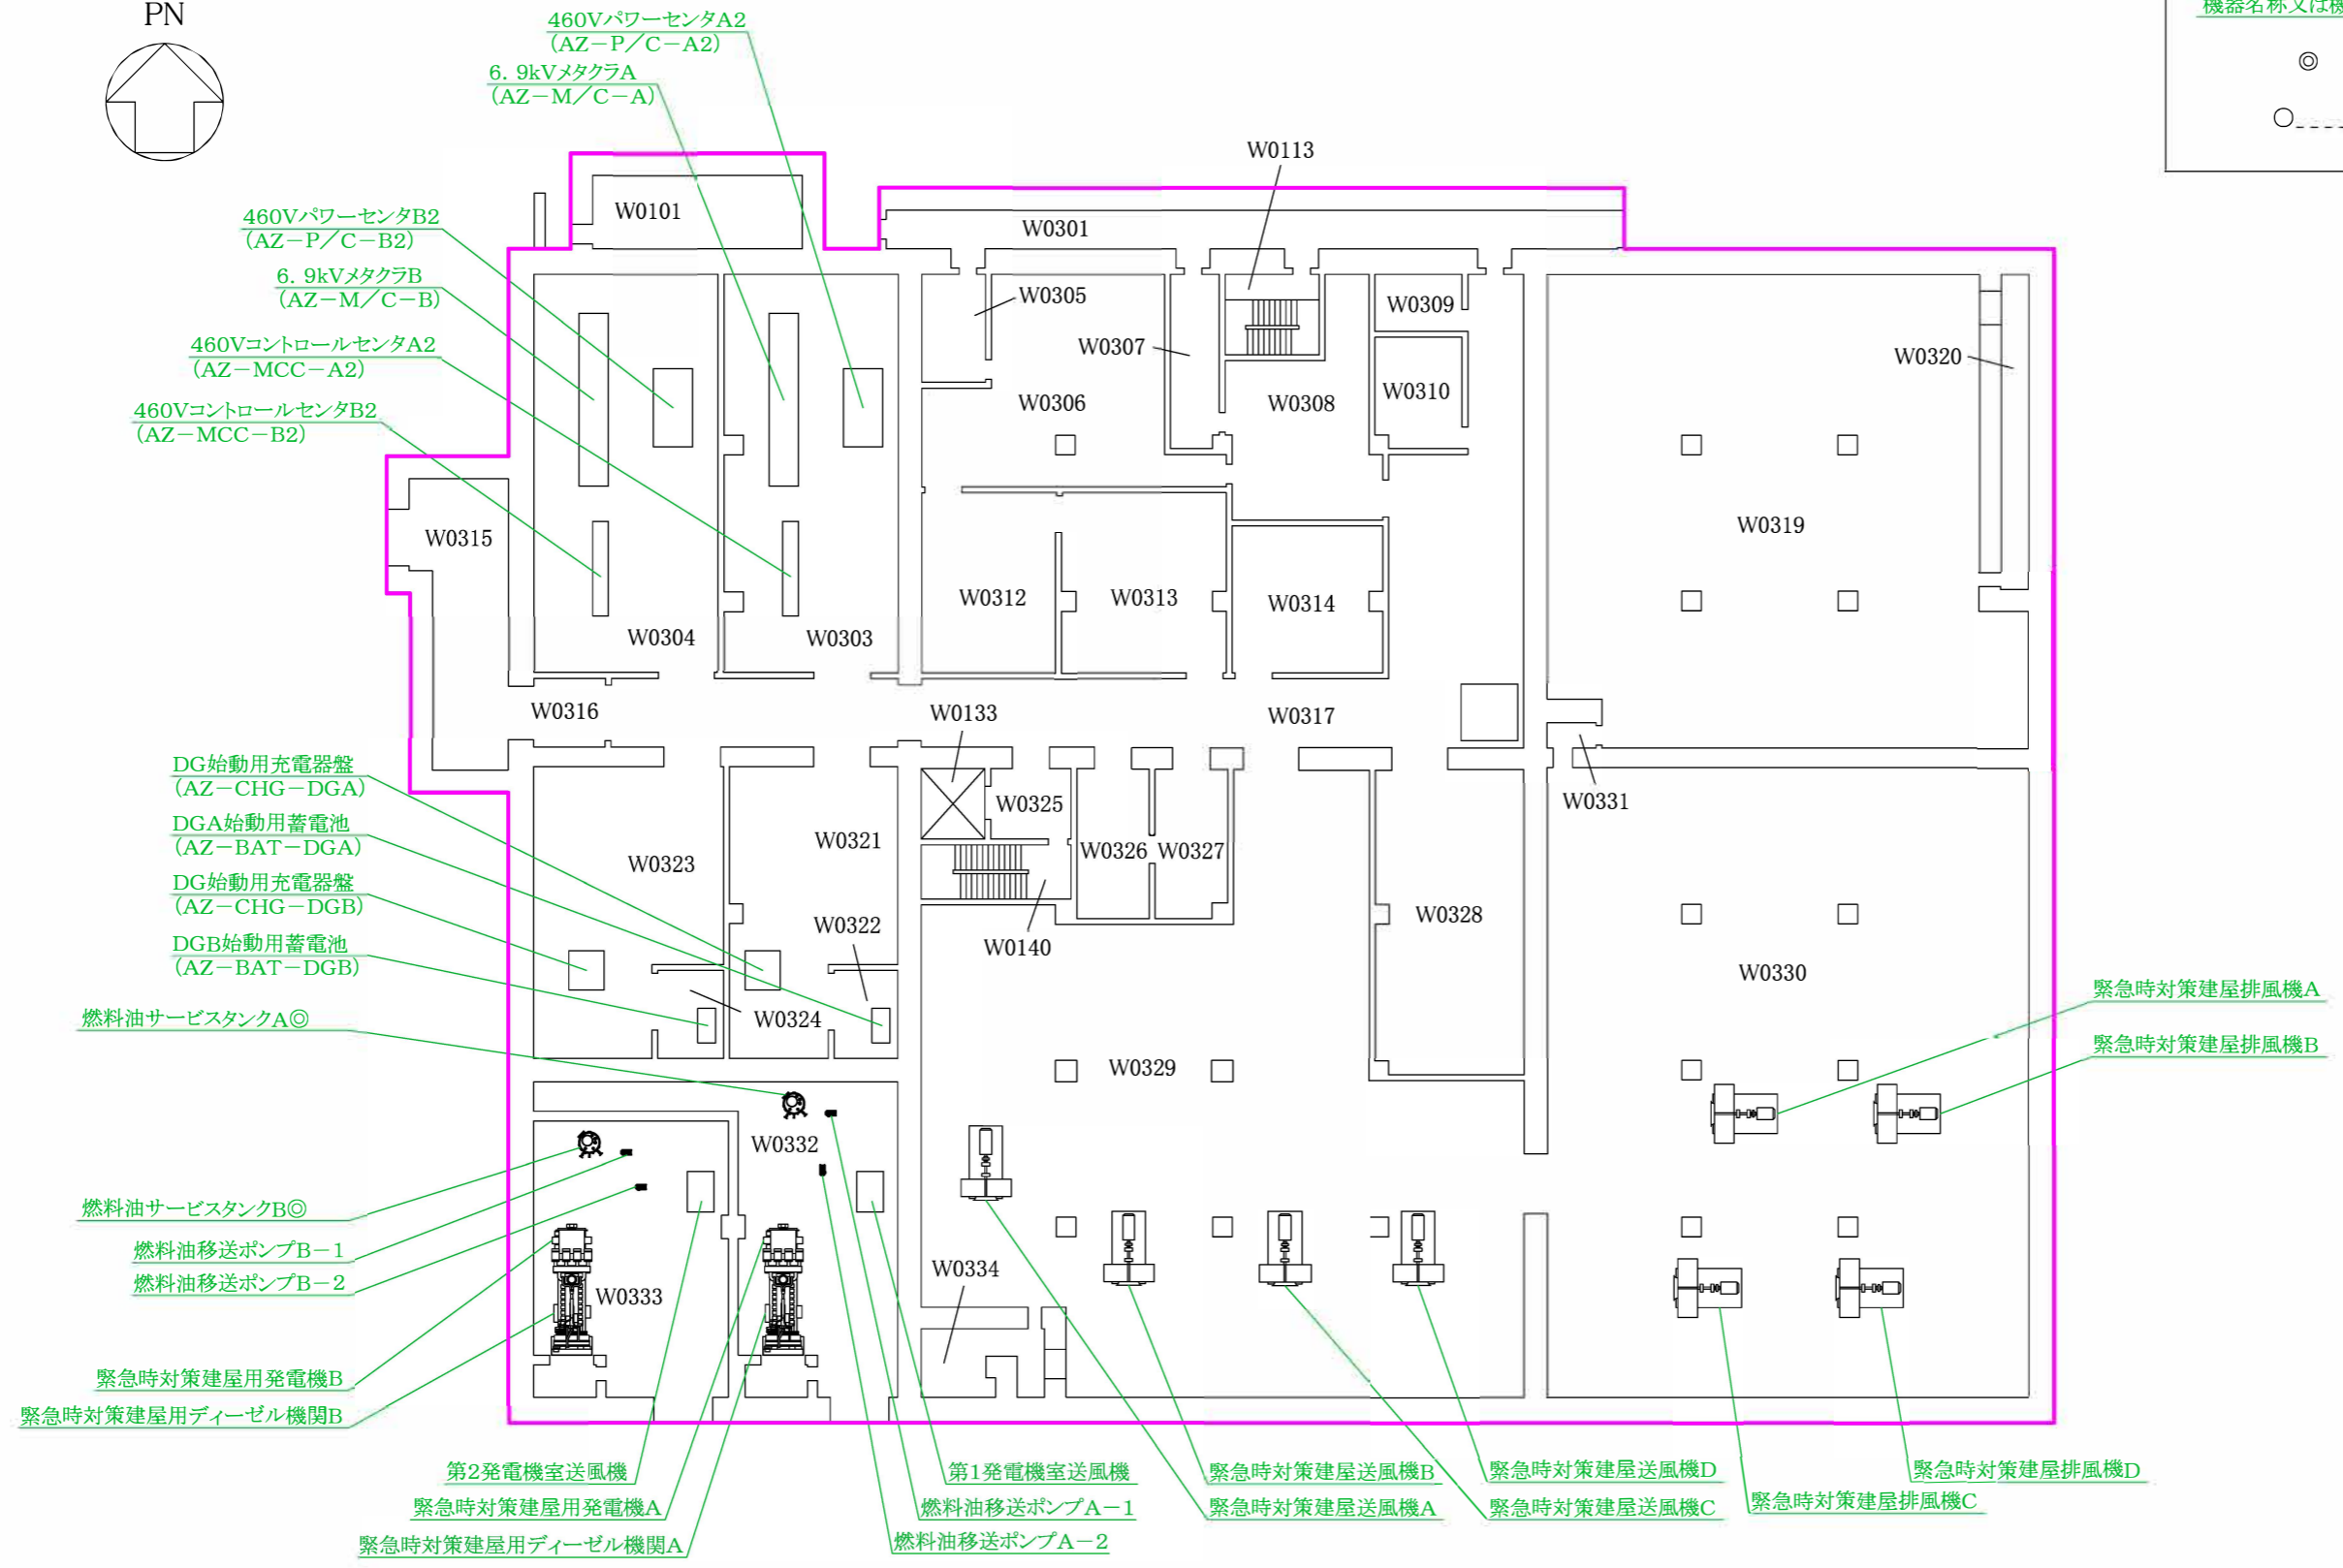 PN
機器名称又は機
◎
460VパワーセンタA2
(AZ-P/C-A2)
6. 9kVメタクラA
(AZ-M/C-A)
W0113
W0101
W0301
460VパワーセンタB2
(AZ-P/C-B2)
6. 9kVメタクラB
(AZ-M/C-B)
460VコントロールセンタA2
(AZ-MCC-A2)
460VコントロールセンタB2
(AZ-MCC-B2)
W0305
W0309
W0307
W0320
W0310
W0306
W0308
W0319
W0315
W0312
W0313
W0314
W0304
W0303
W0316
W0133
W0317
DG始動用充電器盤
(AZ-CHG-DGA)
DGA始動用蓄電池
(AZ-BAT-DGA)
DG始動用充電器盤
(AZ-CHG-DGB)
DGB始動用蓄電池
(AZ-BAT-DGB)
W0331
W0325
W0321
W0326
W0327
W0323
W0328
W0322
W0140
W0330
W0324
W0329
燃料油サービスタンクA◎
緊急時対策建屋排風機A
緊急時対策建屋排風機B
W0332
燃料油サービスタンクB◎
燃料油移送ポンプB-1
燃料油移送ポンプB-2
W0334
W0333
緊急時対策建屋用発電機B
緊急時対策建屋用ディーゼル機関B
第2発電機室送風機
緊急時対策建屋用発電機A
緊急時対策建屋用ディーゼル機関A
第1発電機室送風機
燃料油移送ポンプA-1
燃料油移送ポンプA-2
緊急時対策建屋送風機B
緊急時対策建屋送風機A
緊急時対策建屋送風機D
緊急時対策建屋送風機C
緊急時対策建屋排風機D
緊急時対策建屋排風機C